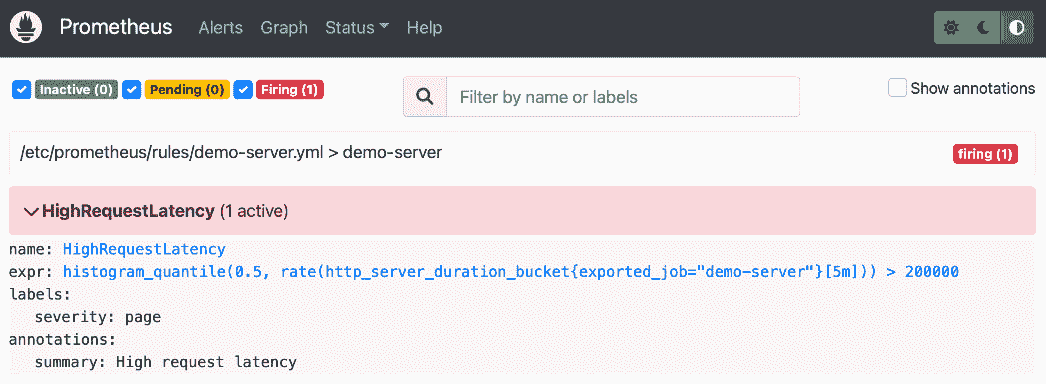 Prometheus Alerts Graph Status Help
Inactive (0) Pending (0) Firing (1) Filter by name or labels Show annotations
/etc/prometheus/rules/demo-server.yml > demo-server firing (1)
HighRequestLatency (1 active)
name: HighRequestLatency
expr: histogram_quantile(0.5, rate(http_server_duration_bucket{exported_job="demo-server"}[5m])) > 200000
labels:
severity: page
annotations:
summary: High request latency